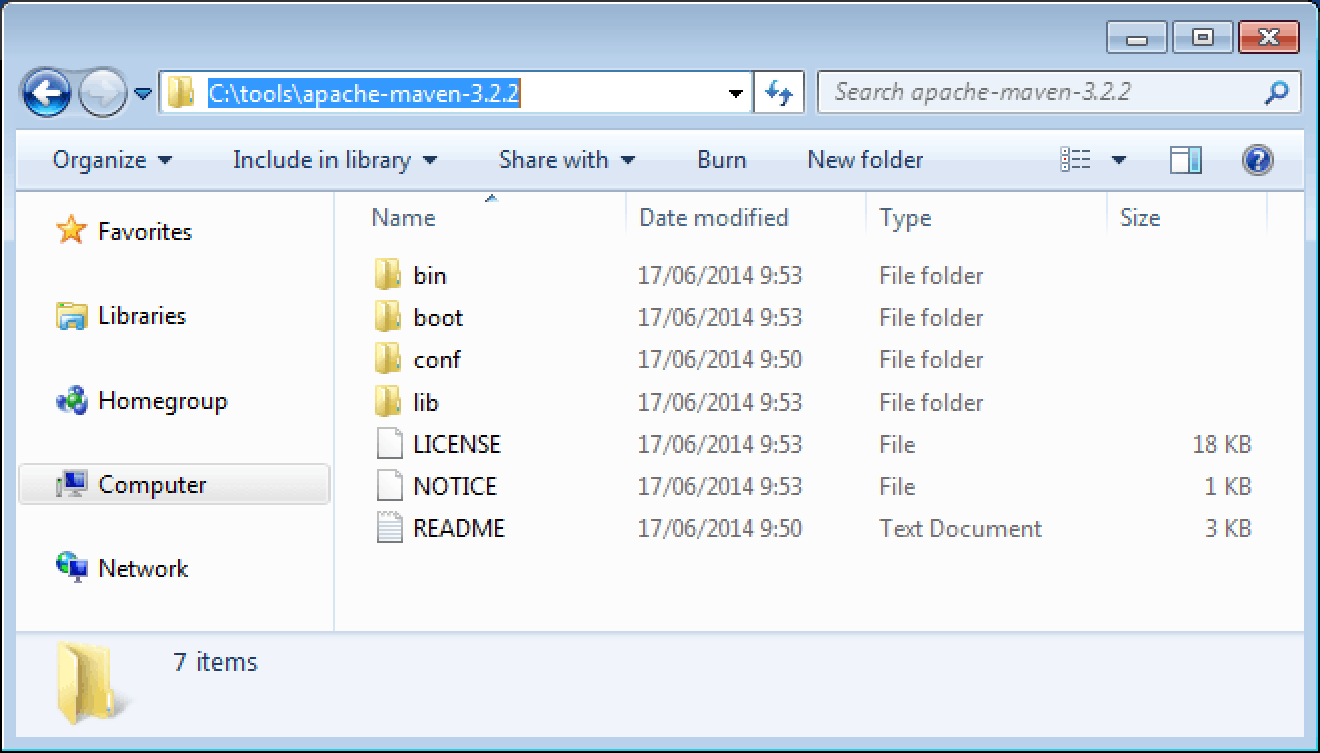 C:\tools\apache-maven-3.2.2 Search apache-maven-3.2.2
Organize Include in library Share with Burn New folder
Favorites
Libraries
Homegroup
Computer
Network
Name Date modified Type Size
bin 17/06/2014 9:53 File folder
boot 17/06/2014 9:53 File folder
conf 17/06/2014 9:50 File folder
lib 17/06/2014 9:53 File folder
LICENSE 17/06/2014 9:53 File 18 KB
NOTICE 17/06/2014 9:53 File 1 KB
README 17/06/2014 9:50 Text Document 3 KB
7 items